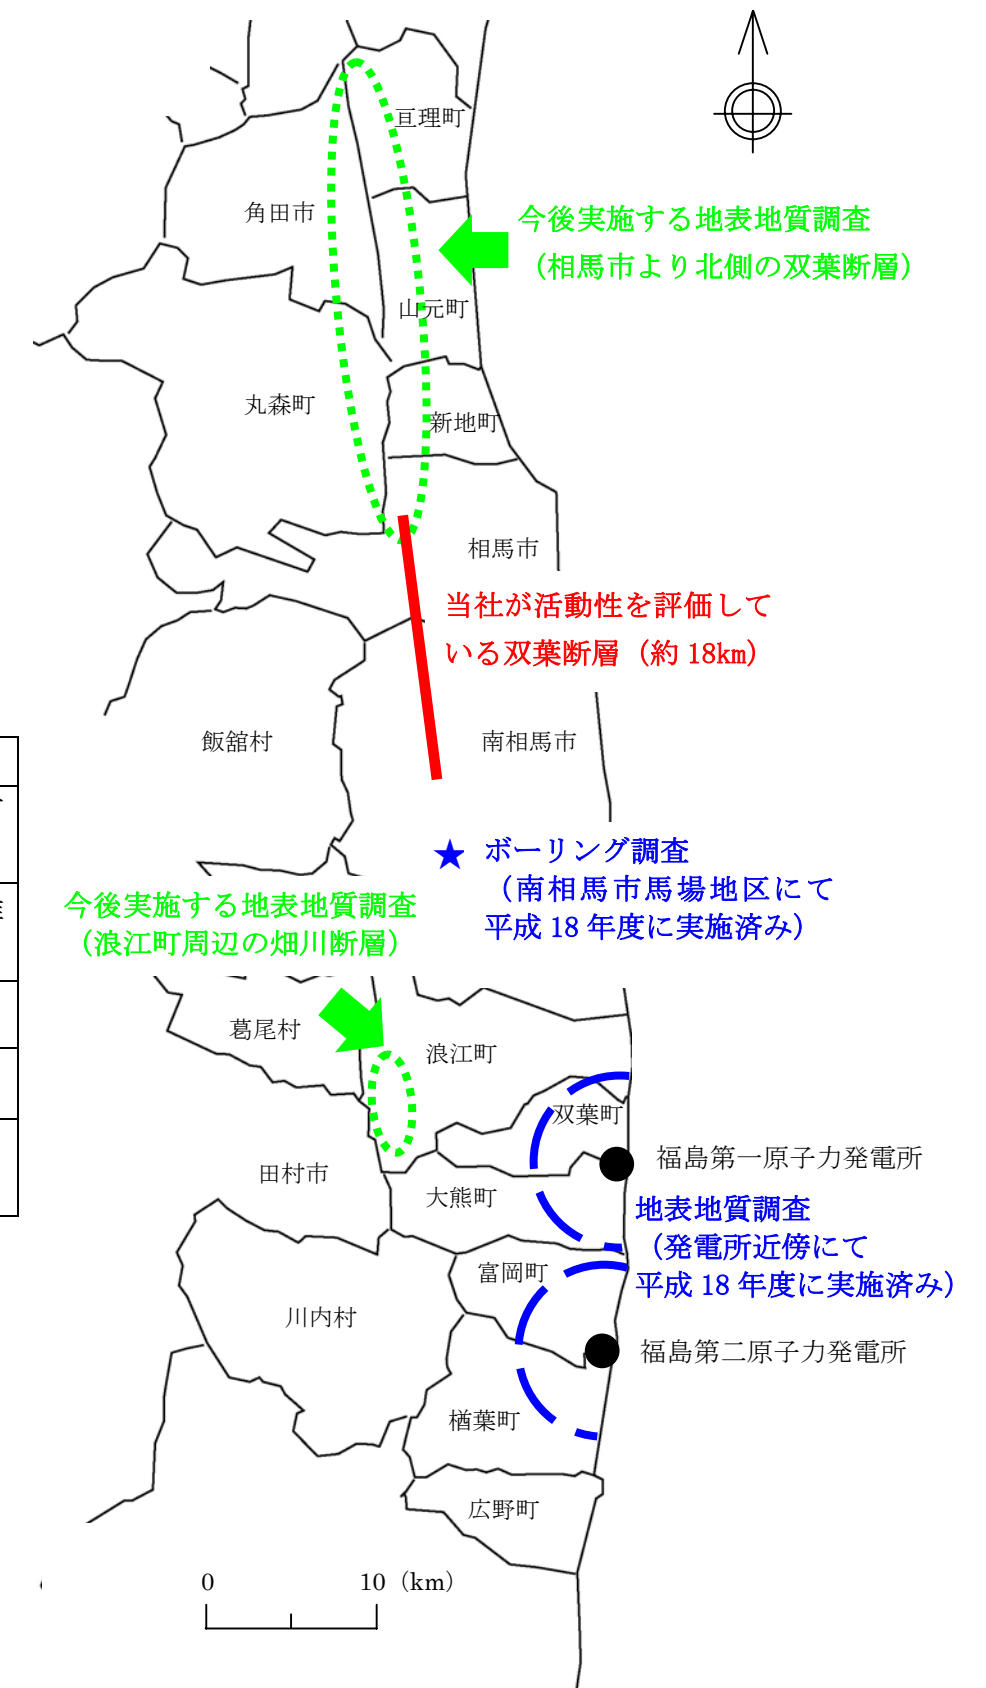 亘理町
角田市
今後実施する地表地質調査
（相馬市より北側の双葉断層）
山元町
丸森町
新地町
相馬市
当社が活動性を評価して
いる双葉断層（約 18km）
飯舘村
南相馬市
ボーリング調査
（南相馬市馬場地区にて
平成 18 年度に実施済み）
今後実施する地表地質調査
（浪江町周辺の畑川断層）
葛尾村
浪江町
双葉町
福島第一原子力発電所
田村市
大熊町
地表地質調査
（発電所近傍にて
平成 18 年度に実施済み）
富岡町
川内村
福島第二原子力発電所
楢葉町
広野町
0 10（km）